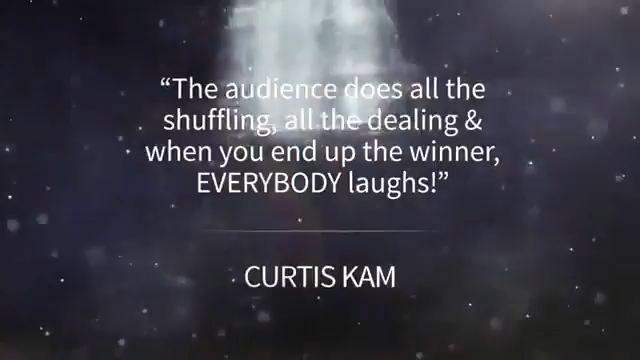 “The audience does all the
shuffling, all the dealing &
when you end up the winner,
EVERYBODY laughs!”
CURTIS KAM